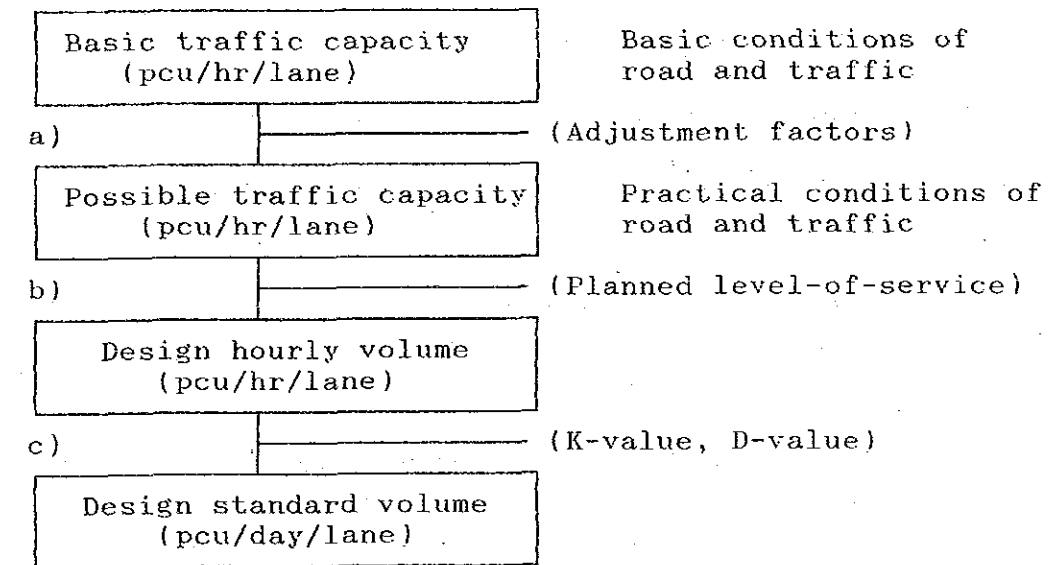 Basic traffic capacity
(pcu/hr/lane)
Basic conditions of
road and traffic
a)
(Adjustment factors)
Possible traffic capacity
(pcu/hr/lane)
Practical conditions of
road and traffic
b)
(Planned level-of-service)
Design hourly volume
(pcu/hr/lane)
c)
(K-value, D-value)
Design standard volume
(pcu/day/lane)